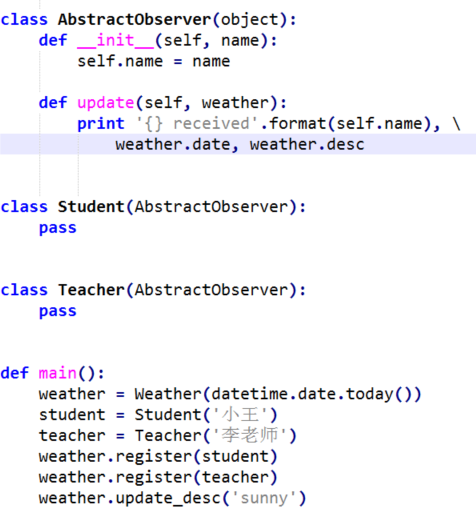 class AbstractObserver(object):
    def __init__(self, name):
        self.name = name

    def update(self, weather):
        print '{} received'.format(self.name), \
            weather.date, weather.desc


class Student(AbstractObserver):
    pass


class Teacher(AbstractObserver):
    pass


def main():
    weather = Weather(datetime.date.today())
    student = Student('小王')
    teacher = Teacher('李老师')
    weather.register(student)
    weather.register(teacher)
    weather.update_desc('sunny')